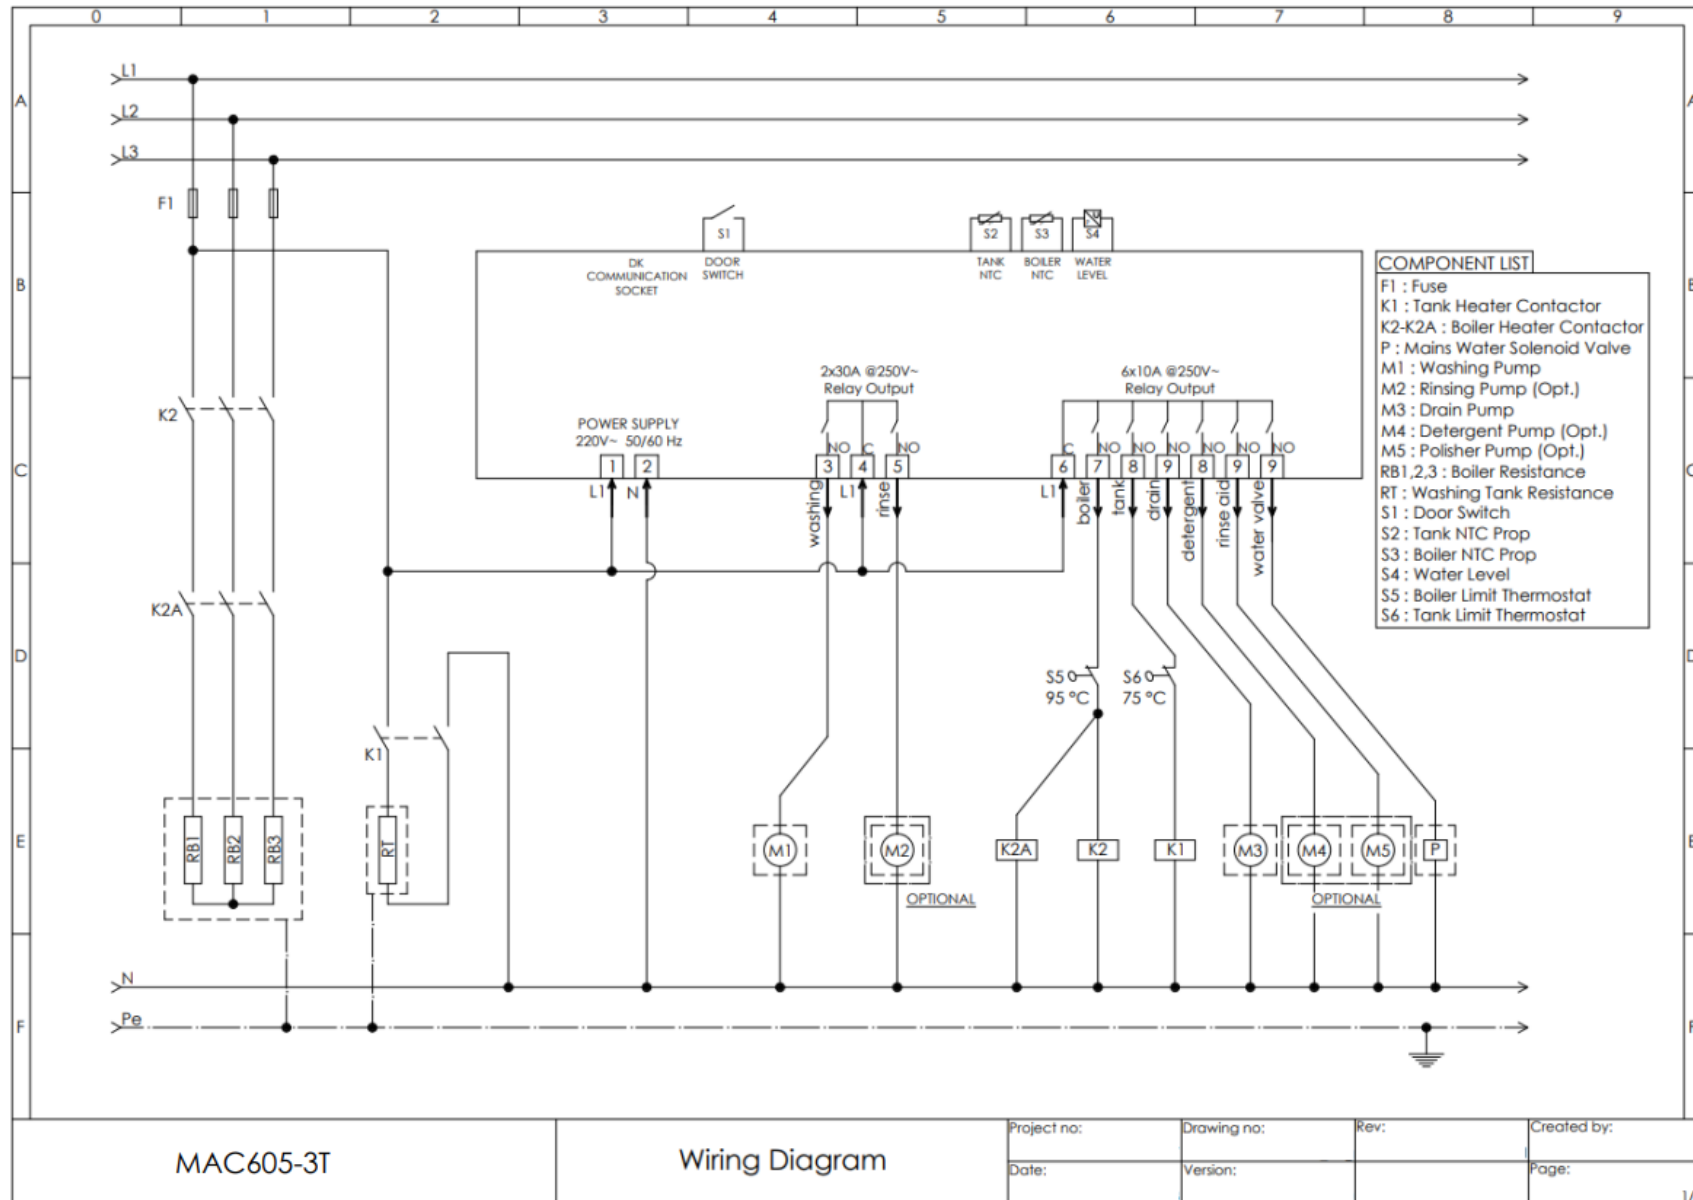 0 1 2 3 4 5 6 7 8 9
A
L1
L2
L3
A
F1
S1
S2
S3
S4
DK
COMMUNICATION
SOCKET
DOOR
SWITCH
TANK
NTC
BOILER
NTC
WATER
LEVEL
B
COMPONENT LIST
F1 : Fuse
K1 : Tank Heater Contactor
K2-K2A : Boiler Heater Contactor
P : Mains Water Solenoid Valve
M1 : Washing Pump
M2 : Rinsing Pump (Opt.)
M3 : Drain Pump
M4 : Detergent Pump (Opt.)
M5 : Polisher Pump (Opt.)
RB1,2,3 : Boiler Resistance
RT : Washing Tank Resistance
S1 : Door Switch
S2 : Tank NTC Prop
S3 : Boiler NTC Prop
S4 : Water Level
S5 : Boiler Limit Thermostat
S6 : Tank Limit Thermostat
2x30A @250V~
Relay Output
6x10A @250V~
Relay Output
K2
POWER SUPPLY
220V~ 50/60 Hz
NO C NO
C NO NO NO NO NO NO
C
1 2 3 4 5 6 7 8 9 8 9 9
L1 N L1 L1
washing
rinse
boiler
tank
drain
detergent
rinse aid
water valve
K2A
D
S5
95 °C
S6
75 °C
K1
E
RB1 RB2 RB3 RT M1 M2 K2A K2 K1 M3 M4 M5 P
OPTIONAL
OPTIONAL
N
F
Pe
MAC605-3T
Wiring Diagram
Project no:
Drawing no:
Rev:
Created by:
Date:
Version:
Page: